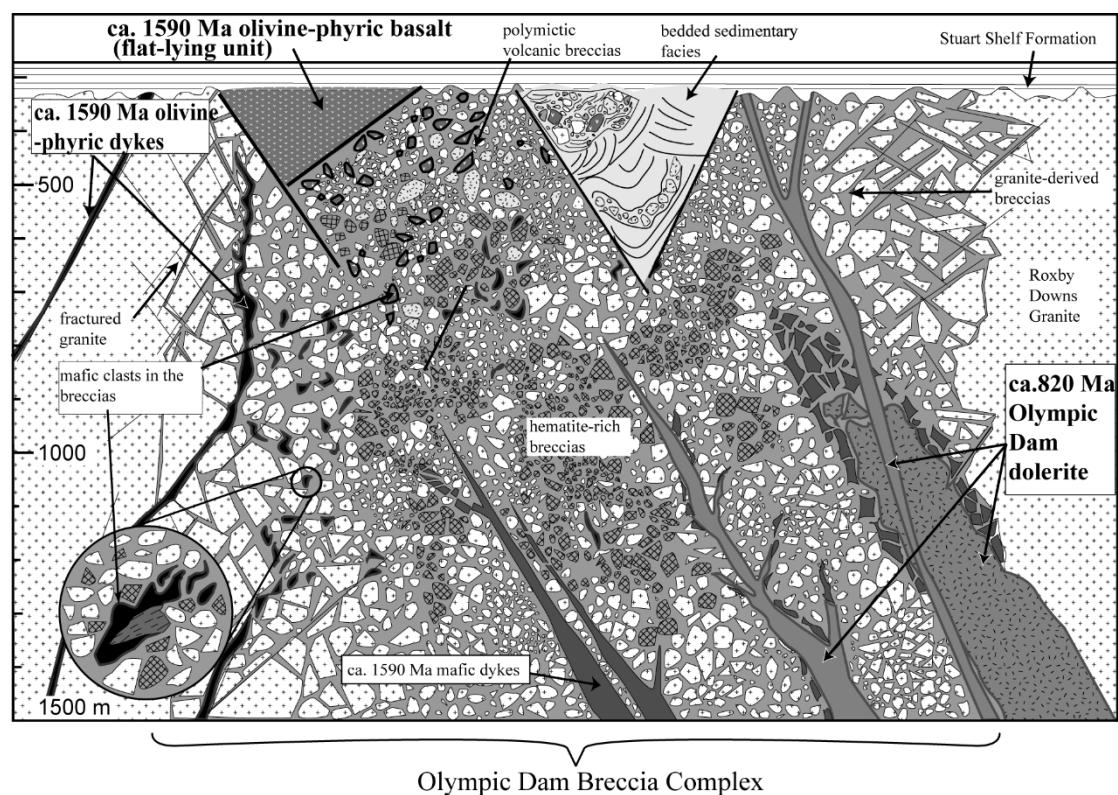 ca. 1590 Ma olivine-phyric basalt
(flat-lying unit)
polymictic
volcanic breccias
bedded sedimentary
facies
Stuart Shelf Formation
ca. 1590 Ma olivine
-phyric dykes
500
granite-derived
breccias
fractured
granite
Roxby
Downs
Granite
mafic clasts in the
breccias
ca.820 Ma
Olympic
Dam
dolerite
hematite-rich
breccias
1000
ca. 1590 Ma mafic dykes
1500 m
Olympic Dam Breccia Complex